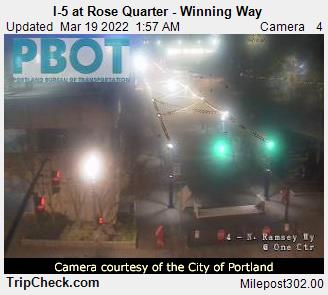 I-5 at Rose Quarter - Winning Way
Updated Mar 19 2022 1:57 AM Camera 4
PBOT
PORTLAND BUREAU OF TRANSPORTATION
4 - N. Ramsey Wy
@ One Ctr
Camera courtesy of the City of Portland
TripCheck.com Milepost302.00